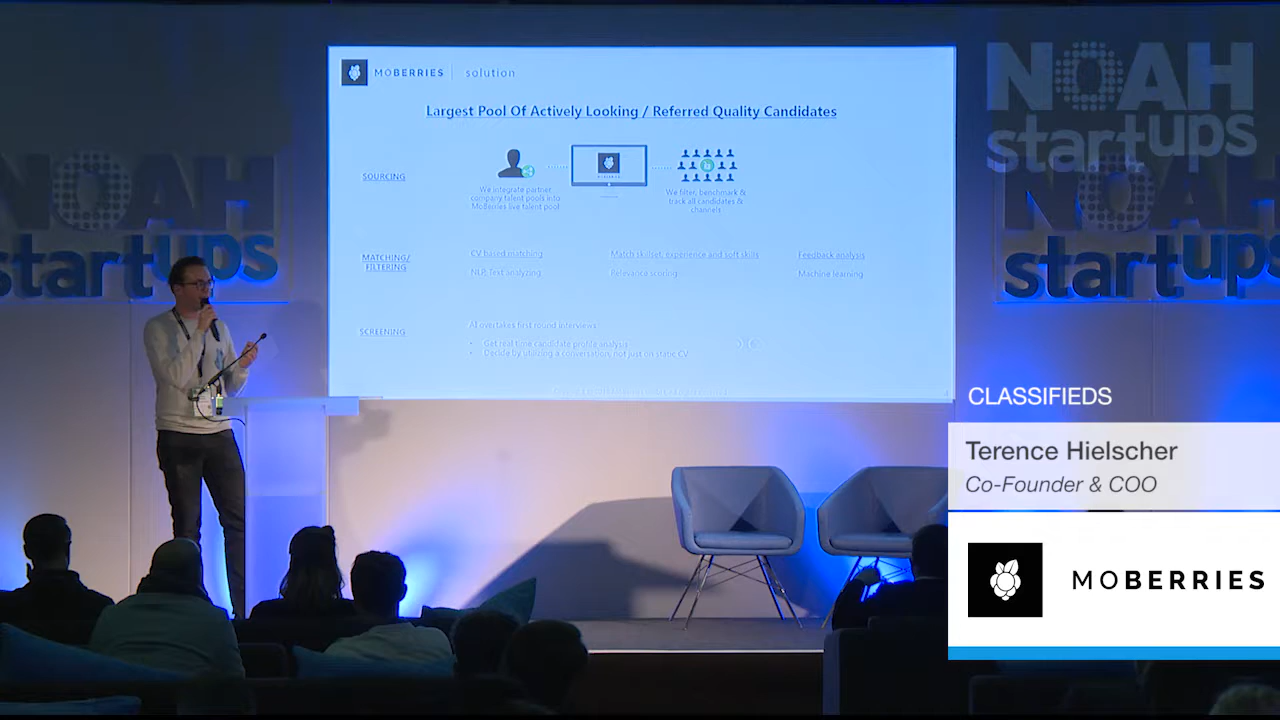 MOBERRIES solution
Largest Pool Of Actively Looking / Referred Quality Candidates
SOURCING
We integrate partner
company talent pools into
MoBerries live talent pool
We filter, benchmark &
track all candidates &
channels
MATCHING/
FILTERING
CV based matching
Match skillset, experience and soft skills
Feedback analysis
NLP, Text analyzing
Relevance scoring
Machine learning
SCREENING
AI overtakes first round interviews
• Get real time candidate profile analysis
• Decide by utilizing a conversation, not just on static CV
NOAH
startups
NOAH
startups
NOAH
startups
CLASSIFIEDS
Terence Hielscher
Co-Founder & COO
MOBERRIES